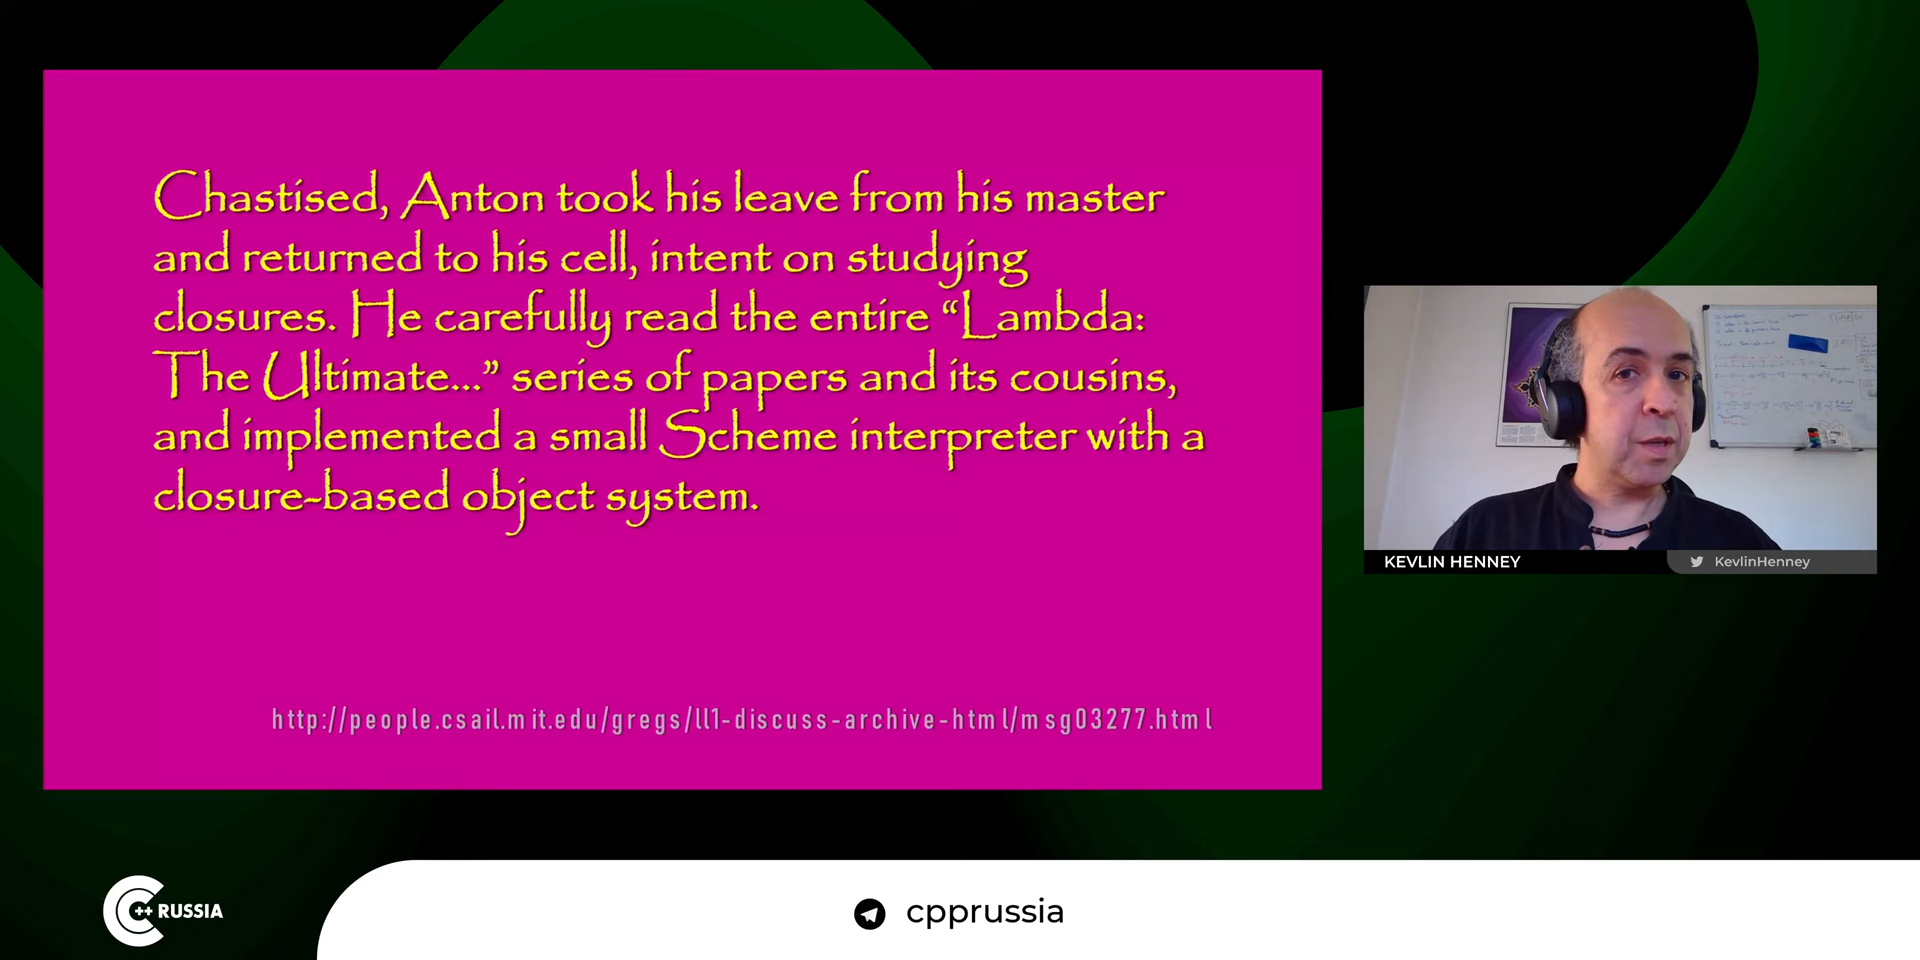 Chastised, Anton took his leave from his master
and returned to his cell, intent on studying
closures. He carefully read the entire “Lambda:
The Ultimate...” series of papers and its cousins,
and implemented a small Scheme interpreter with a
closure-based object system.
http://people.csail.mit.edu/gregs/ll1-discuss-archive-html/msg03277.html
KEVLIN HENNEY
KevlinHenney
C++ RUSSIA
cpprussia